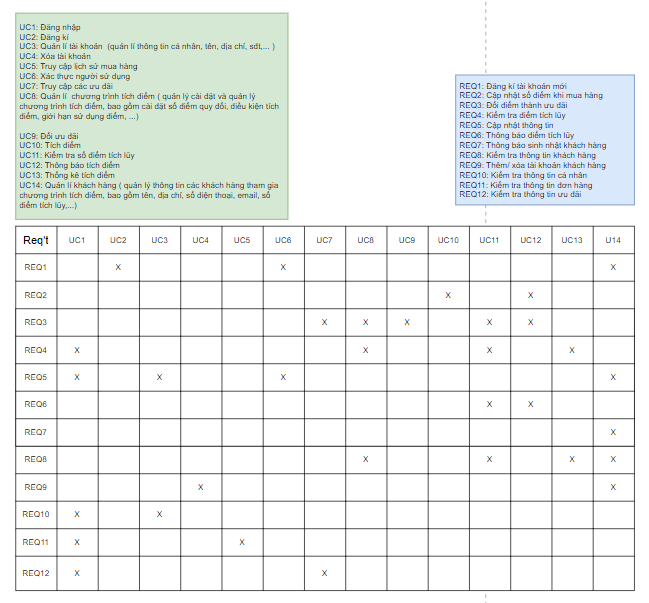 UC1: Đăng nhập
UC2: Đăng kí
UC3: Quản lí tài khoản (quản lí thông tin cá nhân, tên, địa chỉ, sdt,... )
UC4: Xóa tài khoản
UC5: Truy cập lịch sử mua hàng
UC6: Xác thực người sử dụng
UC7: Truy cập các ưu đãi
UC8: Quản lí chương trình tích điểm ( quản lý cài đặt và quản lý
chương trình tích điểm, bao gồm cài đặt số điểm quy đổi, điều kiện tích
điểm, giới hạn sử dụng điểm, ...)
UC9: Đổi ưu đãi
UC10: Tích điểm
UC11: Kiểm tra số điểm tích lũy
UC12: Thông báo tích điểm
UC13: Thống kê tích điểm
UC14: Quản lí khách hàng ( quản lý thông tin các khách hàng tham gia
chương trình tích điểm, bao gồm tên, địa chỉ, số điện thoại, email, số
điểm tích lũy,...)
REQ1: Đăng kí tài khoản mới
REQ2: Cập nhật số điểm khi mua hàng
REQ3: Đổi điểm thành ưu đãi
REQ4: Kiểm tra điểm tích lũy
REQ5: Cập nhật thông tin
REQ6: Thông báo điểm tích lũy
REQ7: Thông báo sinh nhật khách hàng
REQ8: Kiểm tra thông tin khách hàng
REQ9: Thêm/ xóa tài khoản khách hàng
REQ10: Kiểm tra thông tin cá nhân
REQ11: Kiểm tra thông tin đơn hàng
REQ12: Kiểm tra thông tin ưu đãi
Req't UC1 UC2 UC3 UC4 UC5 UC6 UC7 UC8 UC9 UC10 UC11 UC12 UC13 U14
REQ1 X X X
REQ2 X X
REQ3 X X X X X
REQ4 X X X X
REQ5 X X X X
REQ6 X X
REQ7 X
REQ8 X X X X
REQ9 X X
REQ10 X X
REQ11 X X
REQ12 X X